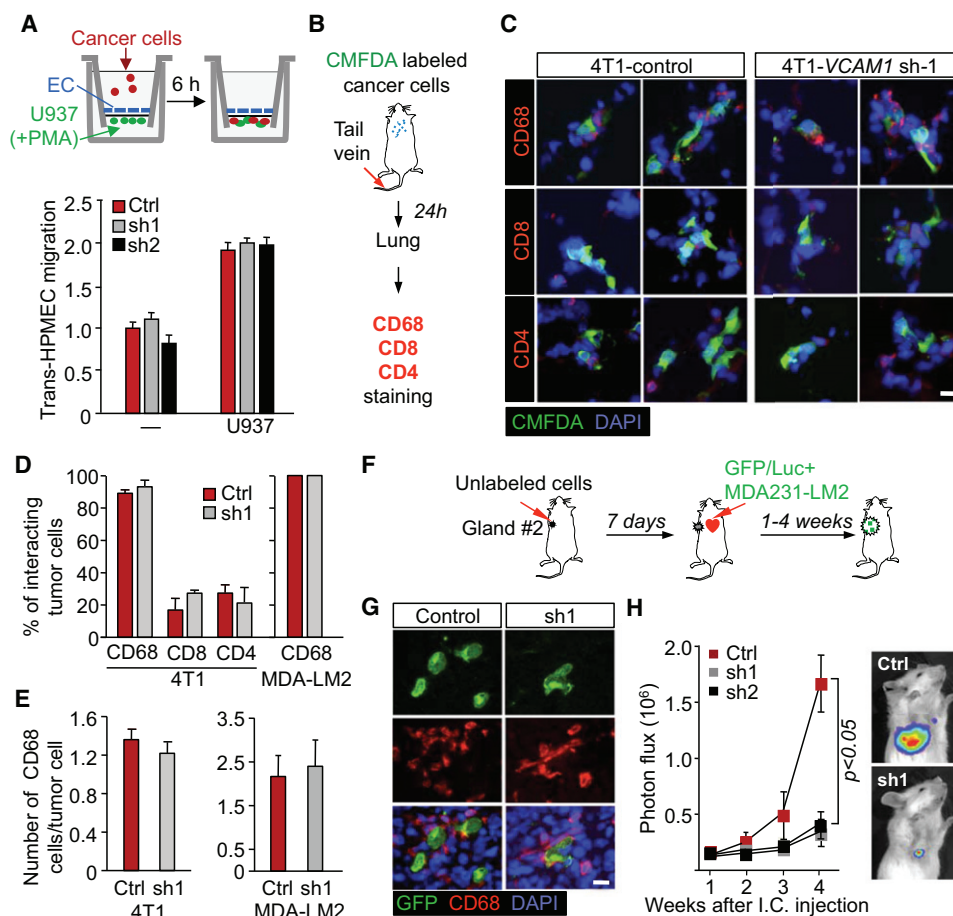 A
Cancer cells
EC
U937
(+PMA)
6 h
Trans-HPMEC migration
2.5
2.0
1.5
1.0
0.5
0
Ctrl
sh1
sh2
—
U937
B
CMFDA labeled
cancer cells
Tail
vein
24h
Lung
CD68
CD8
CD4
staining
C
4T1-control
4T1-VCAM1 sh-1
CD68
CD8
CD4
CMFDA DAPI
D
% of interacting
tumor cells
100
80
60
40
20
0
Ctrl
sh1
CD68
CD8
CD4
CD68
4T1
MDA-LM2
E
Number of CD68
cells/tumor cell
1.6
1.2
0.8
0.4
0
Ctrl sh1
4T1
3.5
2.5
1.5
0.5
0
Ctrl sh1
MDA-LM2
F
Unlabeled cells
Gland #2
7 days
GFP/Luc+
MDA231-LM2
1-4 weeks
G
Control
sh1
GFP CD68 DAPI
H
Photon flux (10⁶)
2.0
1.5
1.0
0.5
Ctrl
sh1
sh2
p<0.05
1 2 3 4
Weeks after I.C. injection
Ctrl
sh1